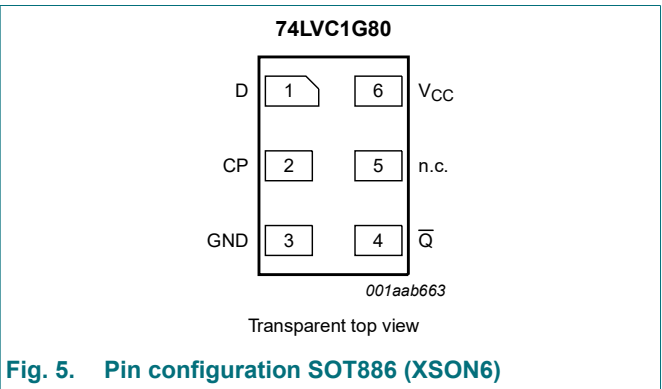 74LVC1G80
D 1 6 VCC
CP 2 5 n.c.
GND 3 4 Q̅
001aab663
Transparent top view
Fig. 5. Pin configuration SOT886 (XSON6)